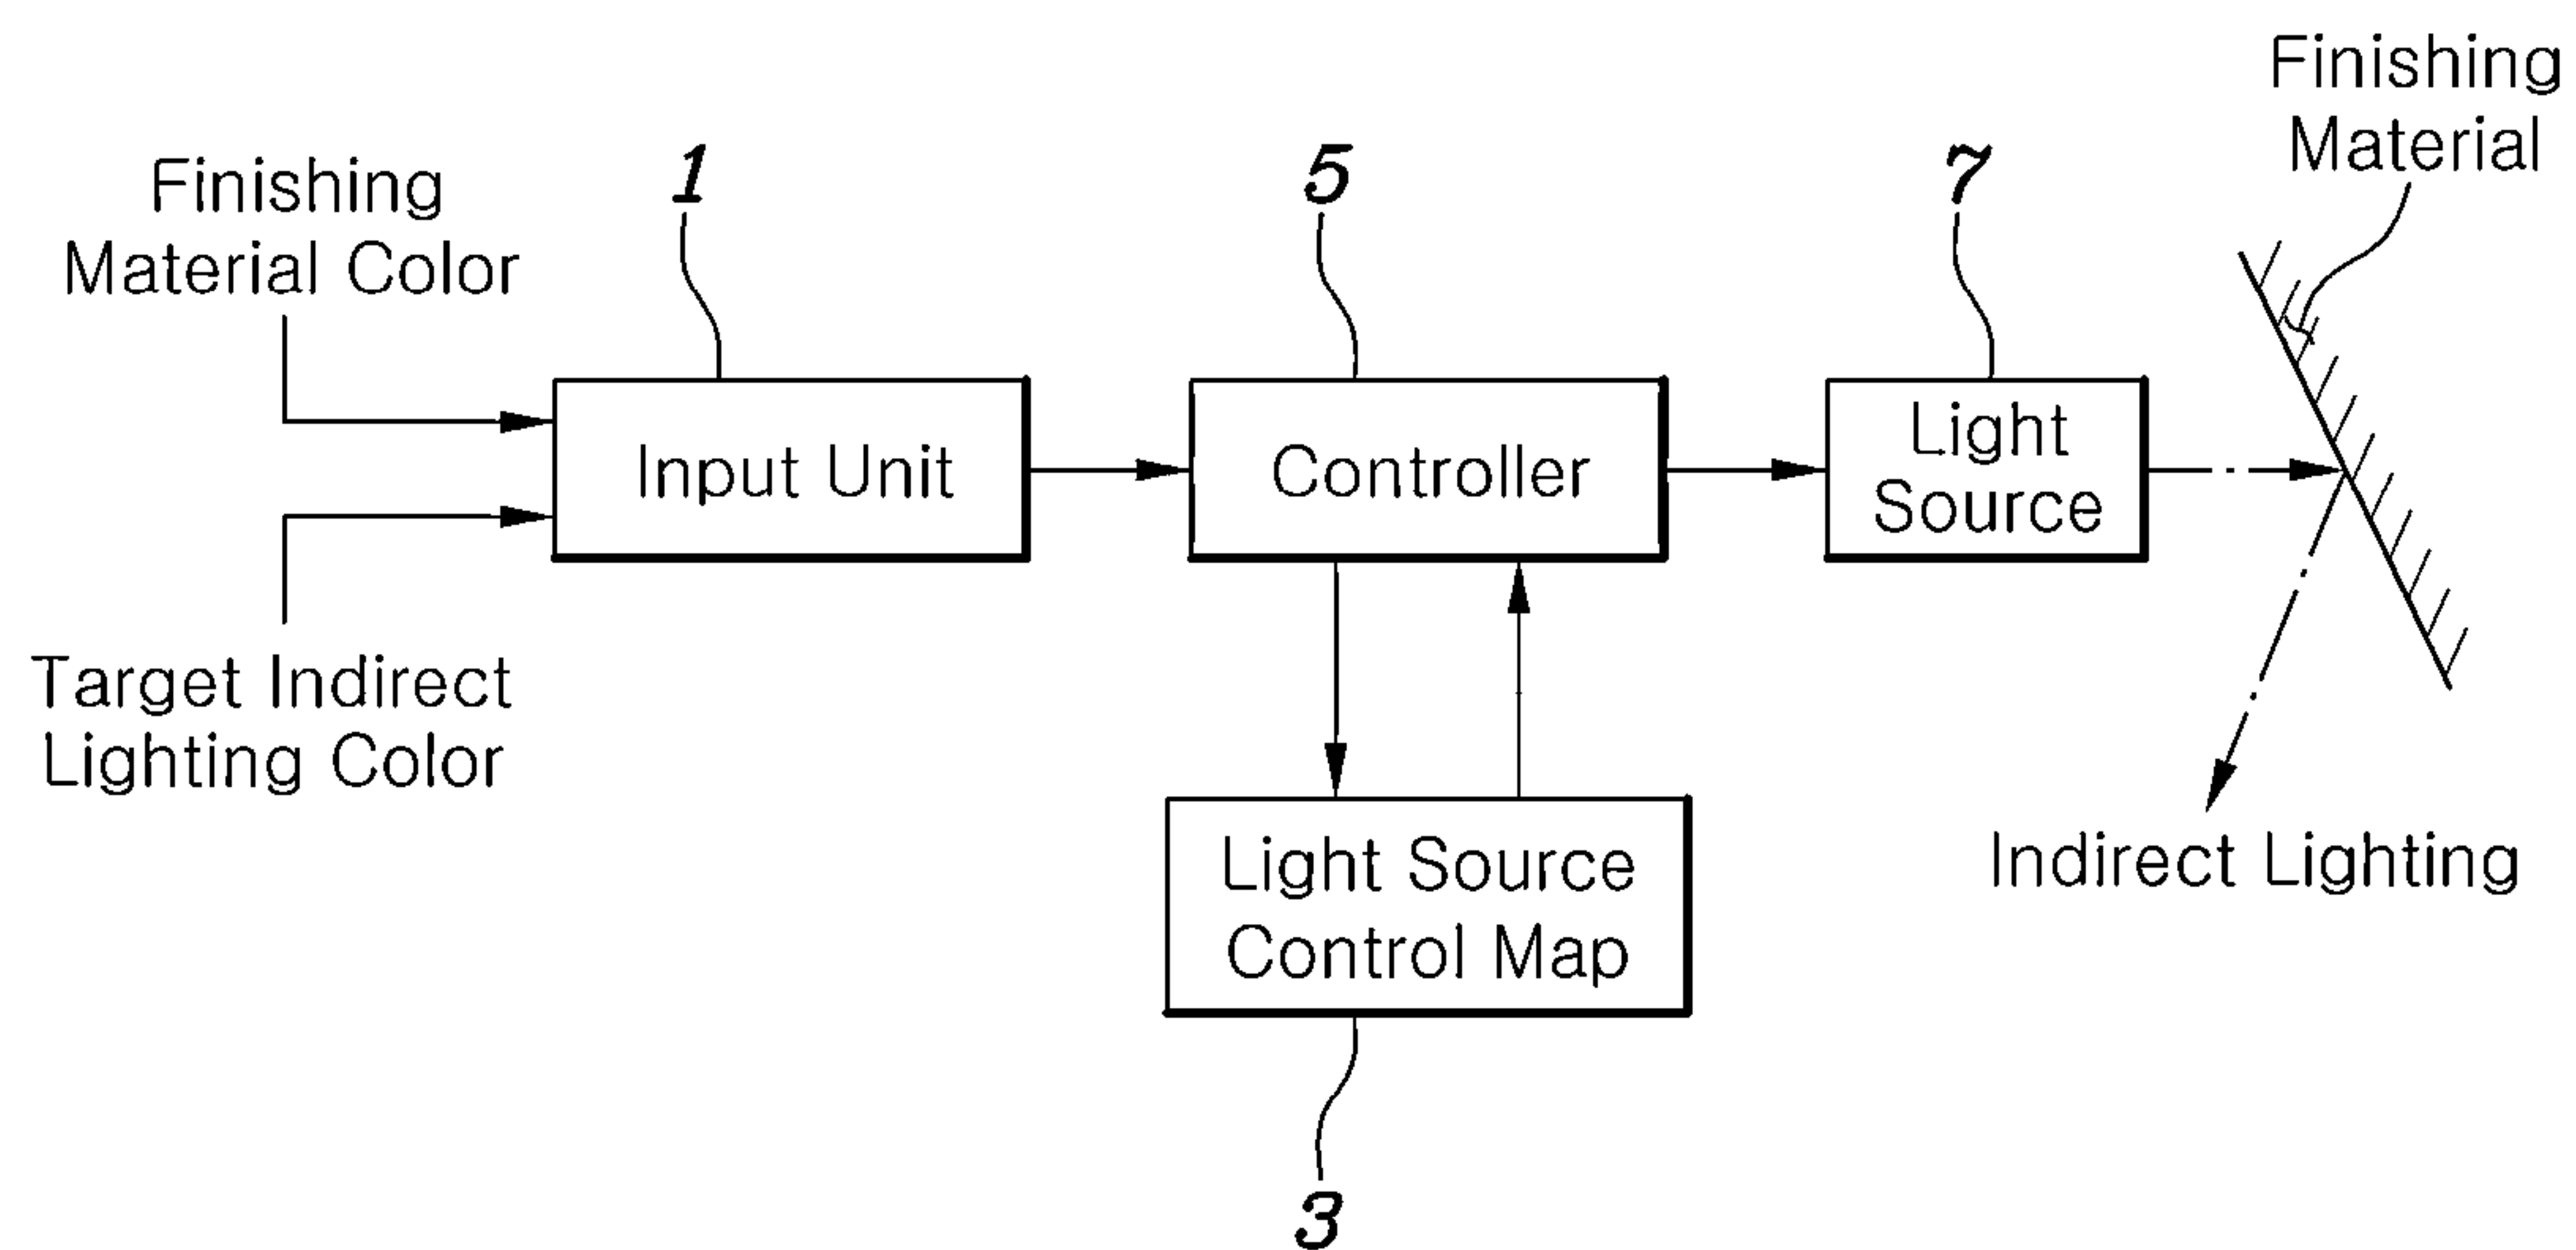 Finishing
Material
1
5
7
Finishing
Material Color
Input Unit
Controller
Light
Source
Target Indirect
Lighting Color
Light Source
Control Map
Indirect Lighting
3